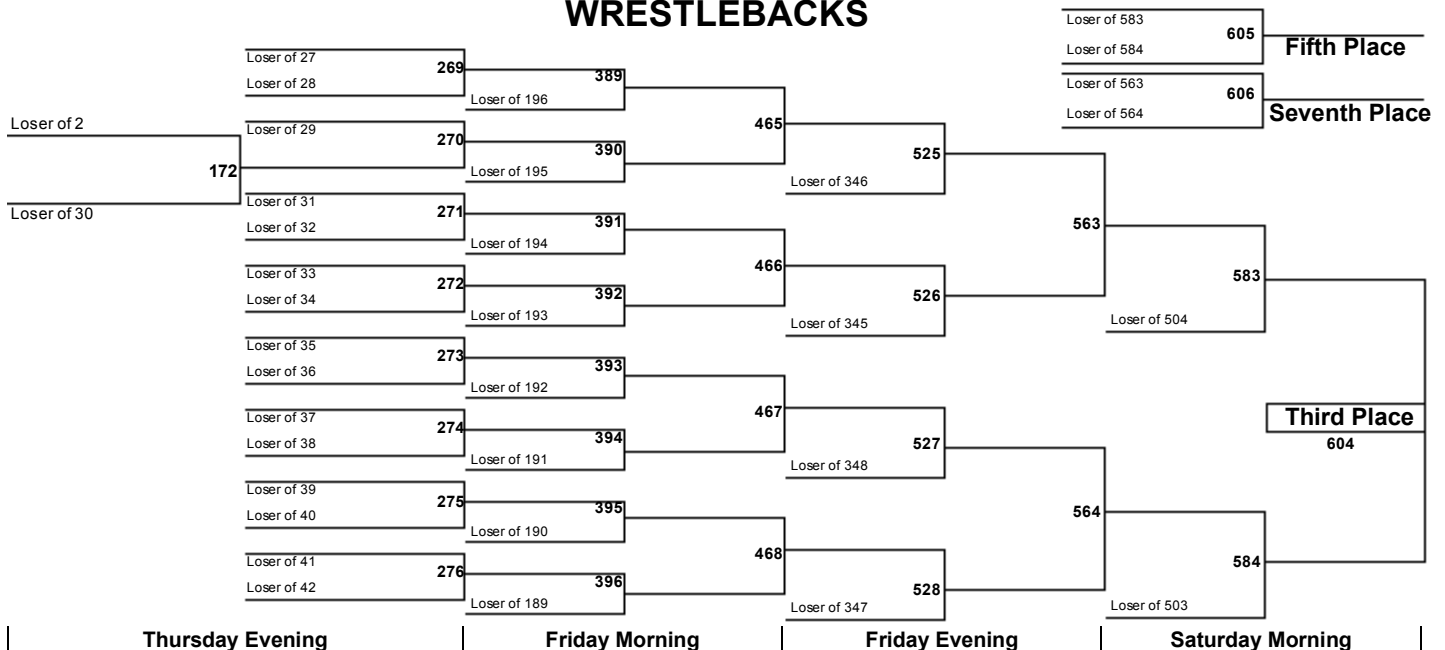 WRESTLEBACKS
Loser of 583
605
Fifth Place
Loser of 584
Loser of 563
606
Seventh Place
Loser of 564
Loser of 2
172
Loser of 30
Loser of 27
269
Loser of 28
Loser of 29
270
Loser of 31
271
Loser of 32
Loser of 33
272
Loser of 34
Loser of 35
273
Loser of 36
Loser of 37
274
Loser of 38
Loser of 39
275
Loser of 40
Loser of 41
276
Loser of 42
389
Loser of 196
390
Loser of 195
391
Loser of 194
392
Loser of 193
393
Loser of 192
394
Loser of 191
395
Loser of 190
396
Loser of 189
465
466
467
468
525
Loser of 346
526
Loser of 345
527
Loser of 348
528
Loser of 347
563
564
583
Loser of 504
584
Loser of 503
Third Place
604
Thursday Evening
Friday Morning
Friday Evening
Saturday Morning